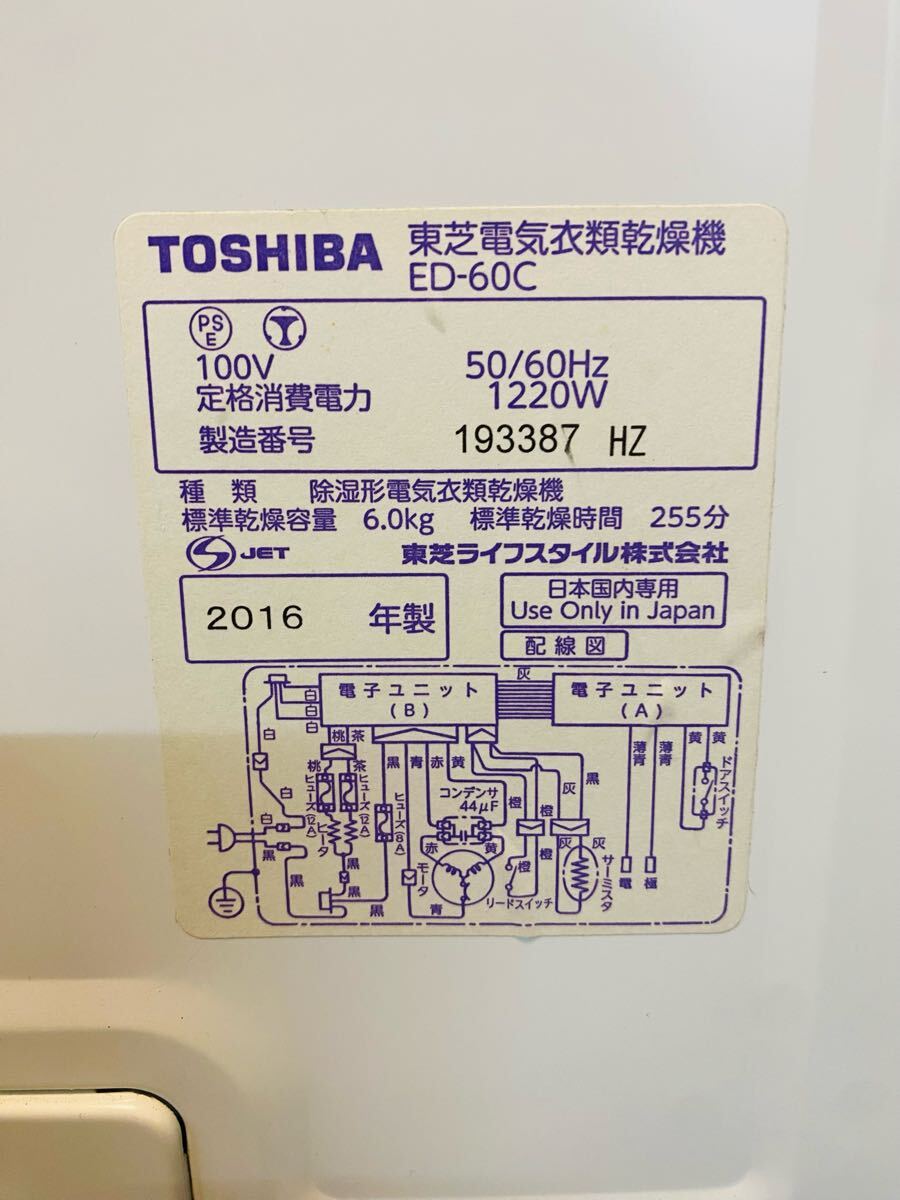 TOSHIBA 東芝電気衣類乾燥機
ED-60C
PS
E
100V 50/60Hz
定格消費電力 1220W
製造番号 193387 HZ
種 類 除湿形電気衣類乾燥機
標準乾燥容量 6.0kg 標準乾燥時間 255分
S JET 東芝ライフスタイル株式会社
2016 年製
日本国内専用
Use Only in Japan
配線図
灰
電子ユニット
(B)
電子ユニット
(A)
白
白
白
白
桃 茶
黒 青 赤 黄
黒
薄青
薄青
黄 黄
ドアスイッチ
桃
茶
ヒューズ(12A)
ヒューズ(12A)
ヒータ
ヒューズ(8A)
コンデンサ
44μF
橙
橙
灰
白
白
黒
黒
黒
黒
黒
赤
黄
モータ
青
橙
橙
リードスイッチ
灰
灰
サーミスタ
電
極